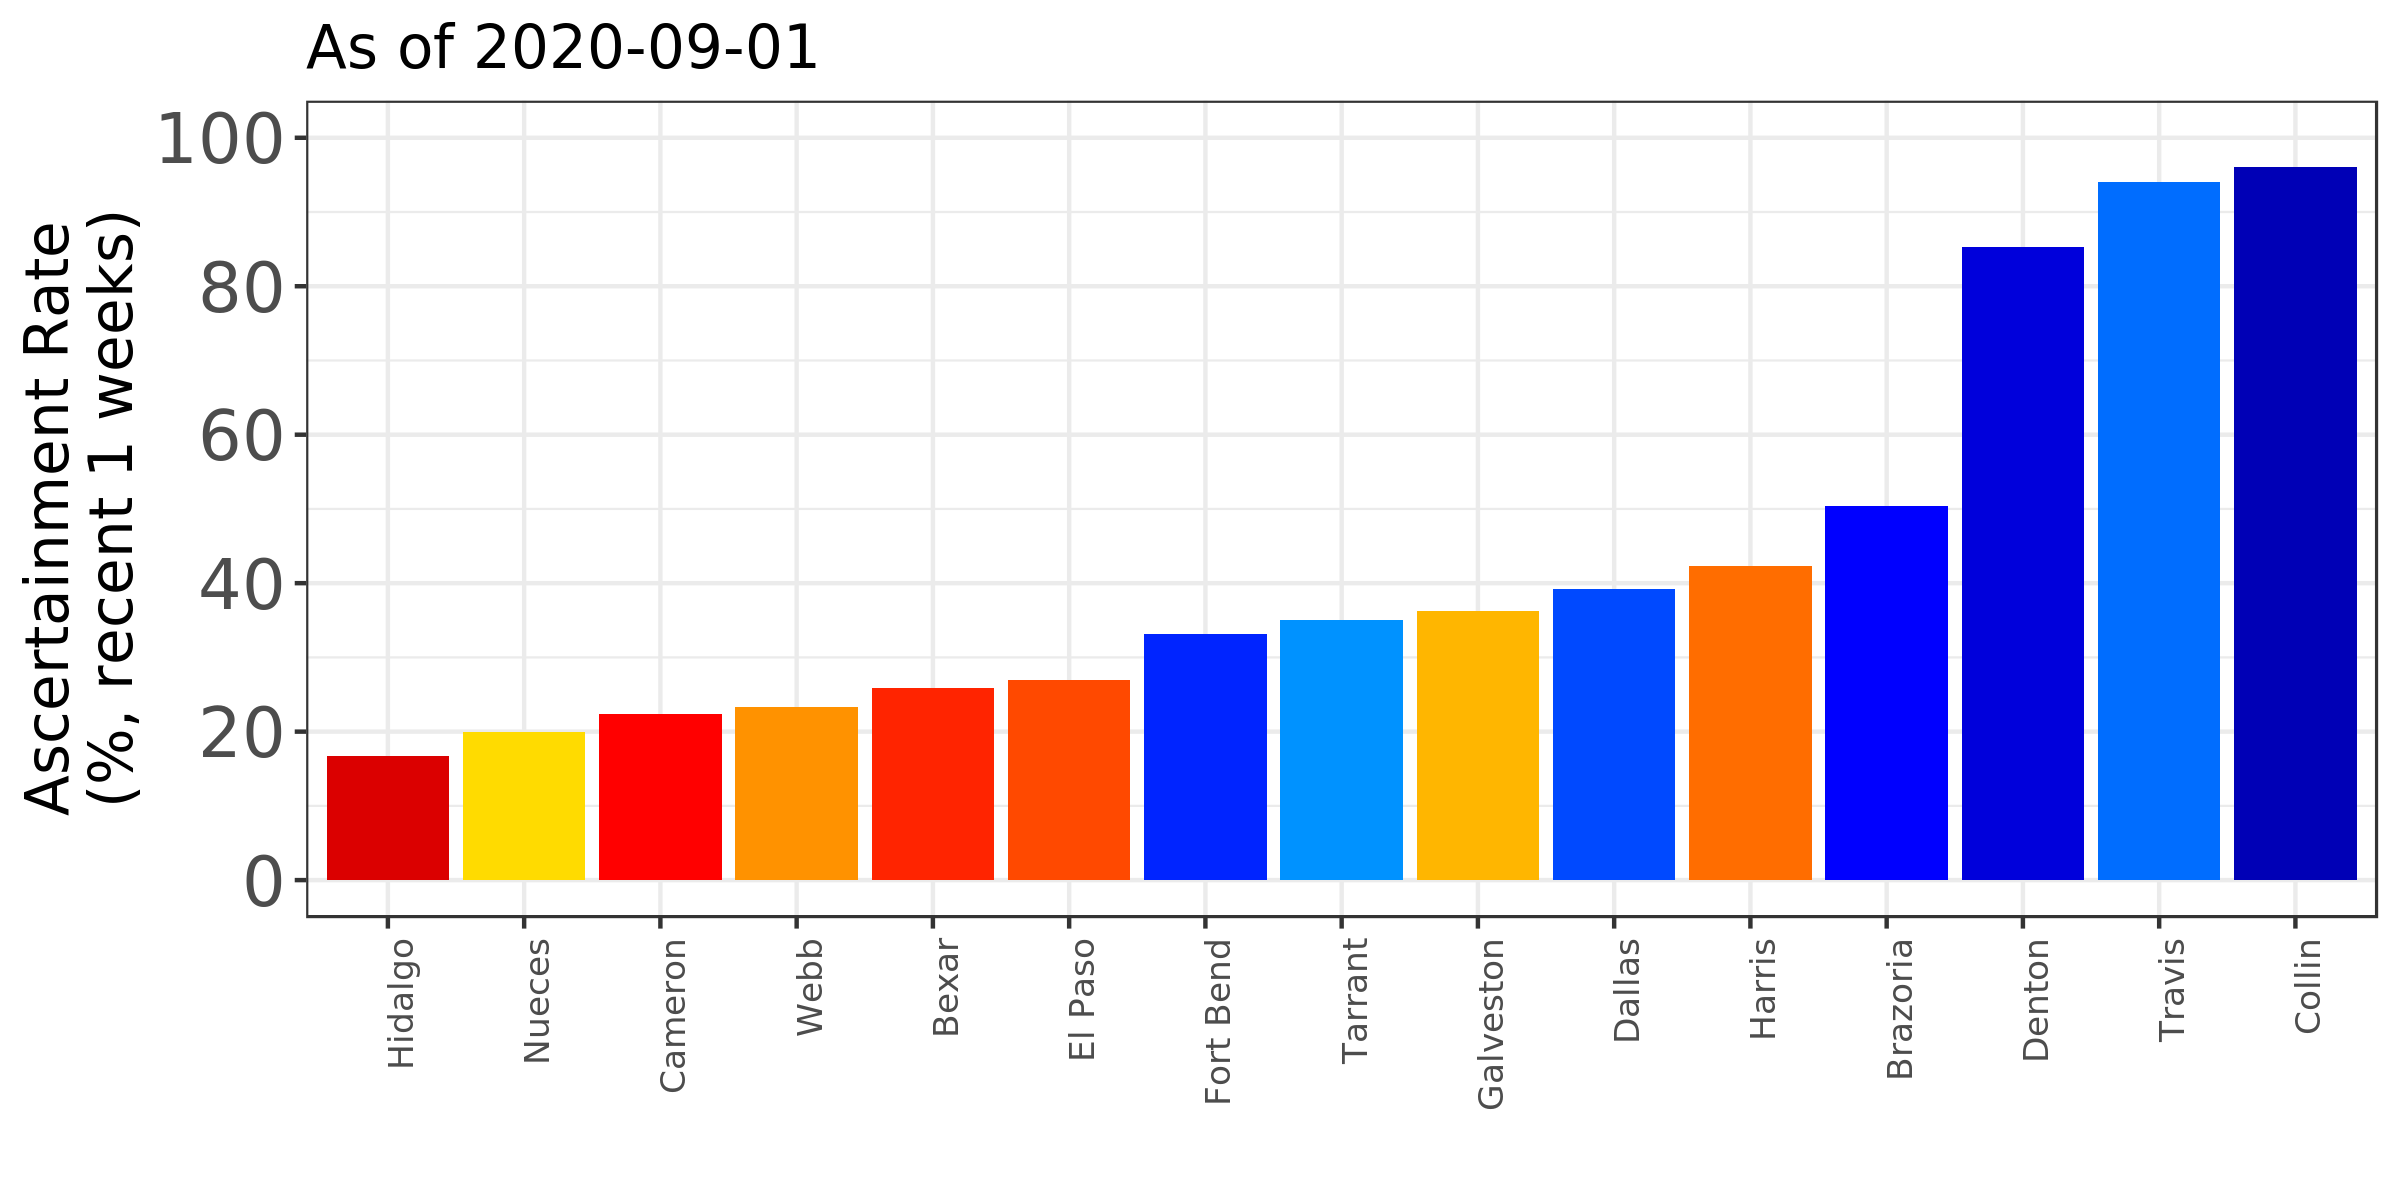 As of 2020-09-01
Ascertainment Rate
(%, recent 1 weeks)
100
80
60
40
20
0
Hidalgo
Nueces
Cameron
Webb
Bexar
El Paso
Fort Bend
Tarrant
Galveston
Dallas
Harris
Brazoria
Denton
Travis
Collin